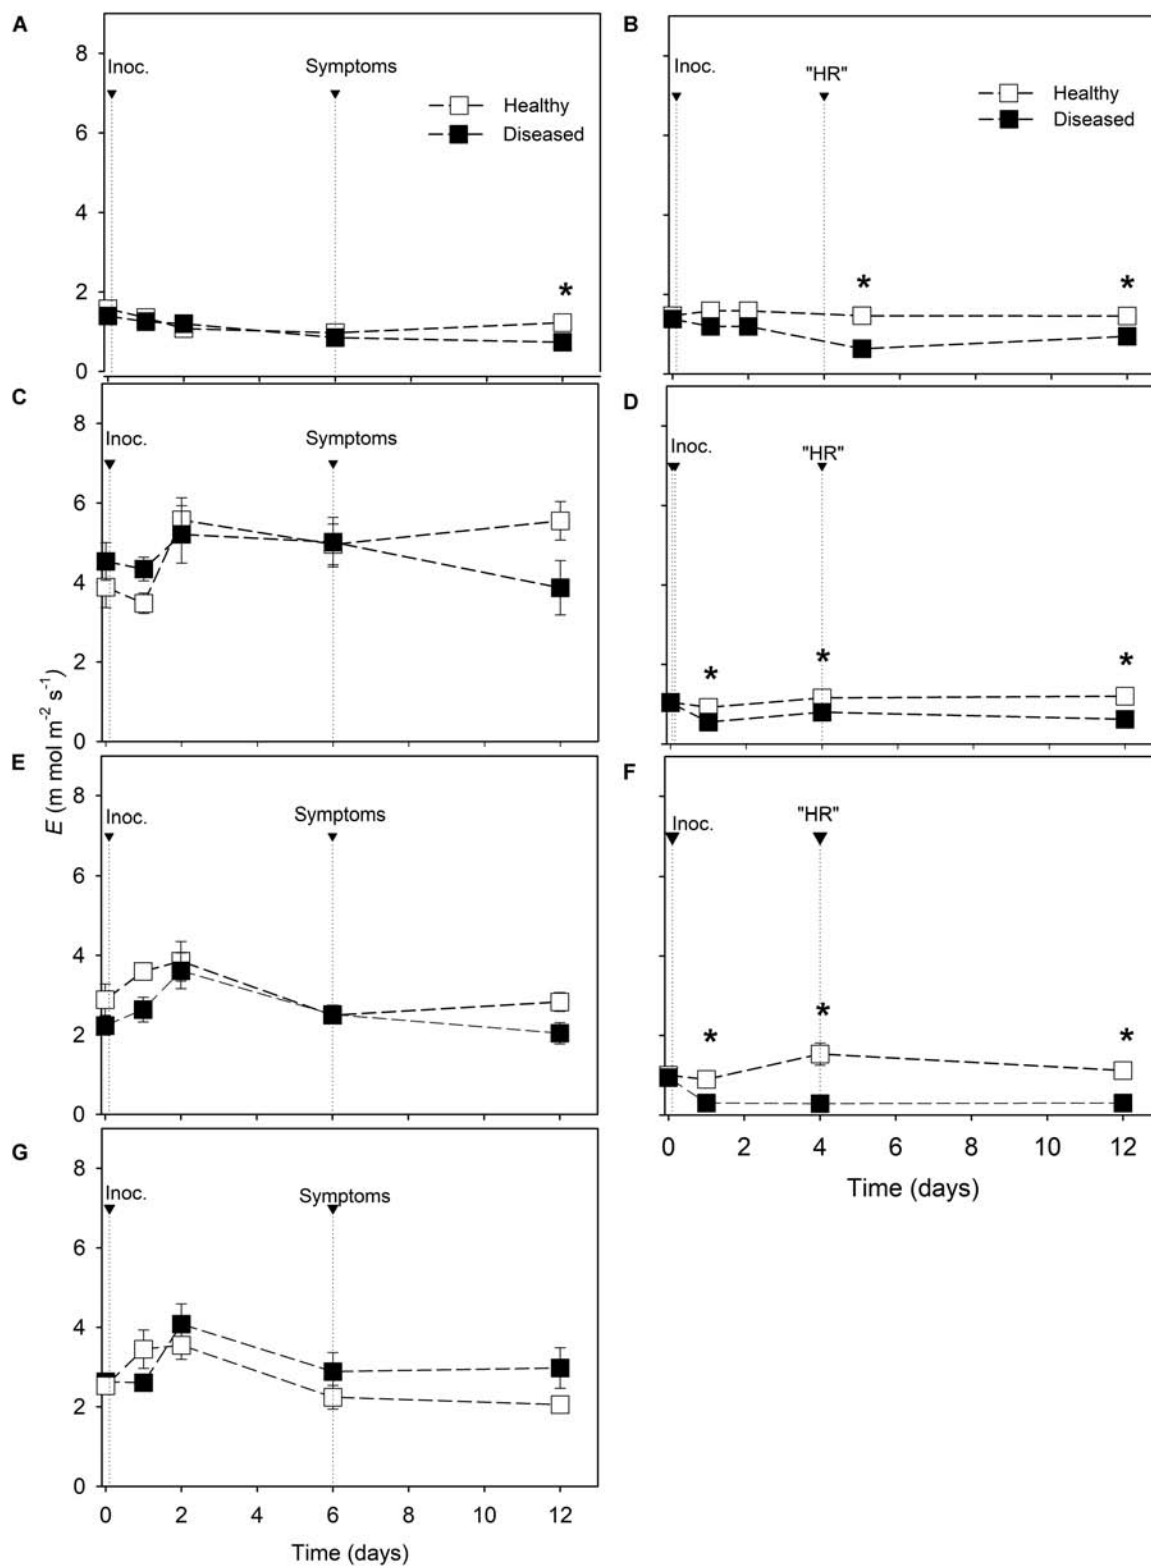 A
8
6
4
2
0
Inoc.
Symptoms
Healthy
Diseased
*
B
Inoc.
"HR"
Healthy
Diseased
*
*
C
8
6
4
2
0
Inoc.
Symptoms
D
Inoc.
"HR"
*
*
*
E (m mol m⁻² s⁻¹)
E
8
6
4
2
0
Inoc.
Symptoms
F
Inoc.
"HR"
*
*
*
0 2 4 6 8 10 12
Time (days)
G
8
6
4
2
0
Inoc.
Symptoms
0 2 4 6 8 10 12
Time (days)